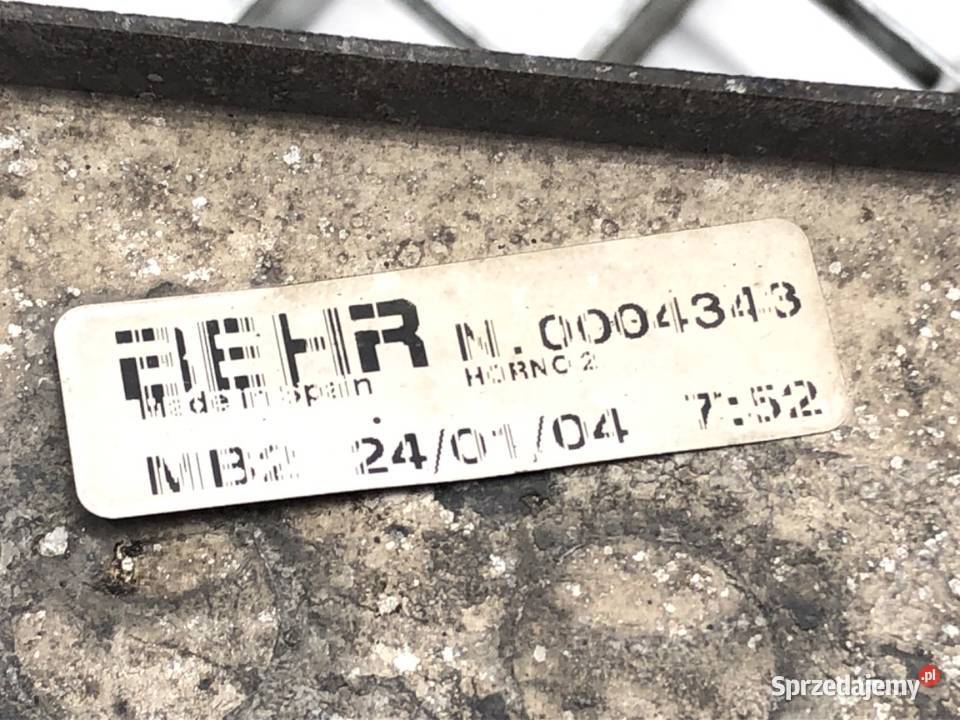 BEHR N.0004343
Made in Spain HORNO 2
MB2 24/01/04 7:52
Sprzedajemy.pl